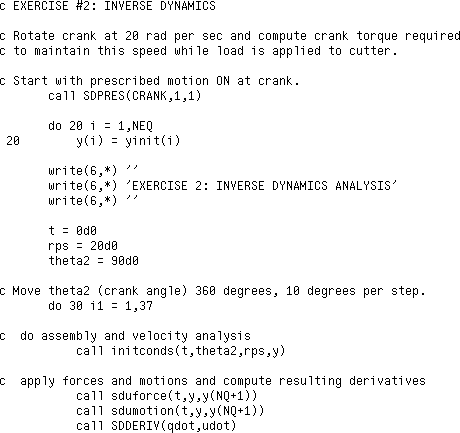 c EXERCISE #2: INVERSE DYNAMICS
c Rotate crank at 20 rad per sec and compute crank torque required
c to maintain this speed while load is applied to cutter.
c Start with prescribed motion ON at crank.
call SDPRES(CRANK,1,1)
do 20 i = 1,NEQ
20 y(i) = yinit(i)
write(6,*) ''
write(6,*) 'EXERCISE 2: INVERSE DYNAMICS ANALYSIS'
write(6,*) ''
t = 0d0
rps = 20d0
theta2 = 90d0
c Move theta2 (crank angle) 360 degrees, 10 degrees per step.
do 30 i1 = 1,37
c do assembly and velocity analysis
call initconds(t,theta2,rps,y)
c apply forces and motions and compute resulting derivatives
call sduforce(t,y,y(NQ+1))
call sdumotion(t,y,y(NQ+1))
call SDDERIV(qdot,udot)